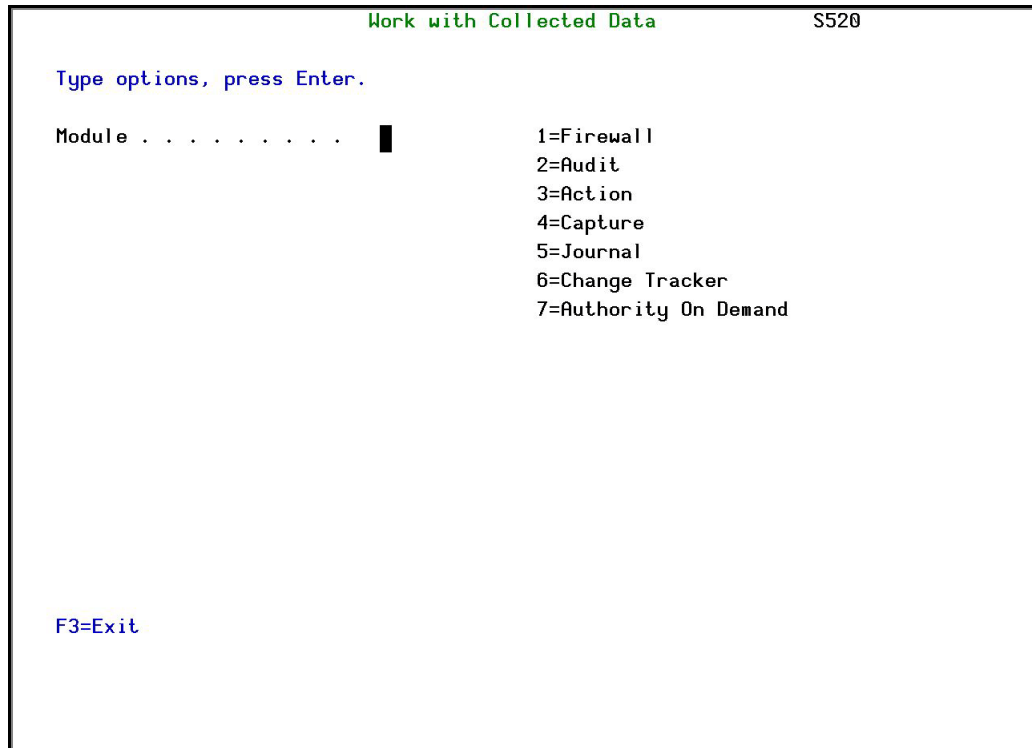 Work with Collected Data S520
Type options, press Enter.
Module . . . . . . . . . 1=Firewall
2=Audit
3=Action
4=Capture
5=Journal
6=Change Tracker
7=Authority On Demand
F3=Exit